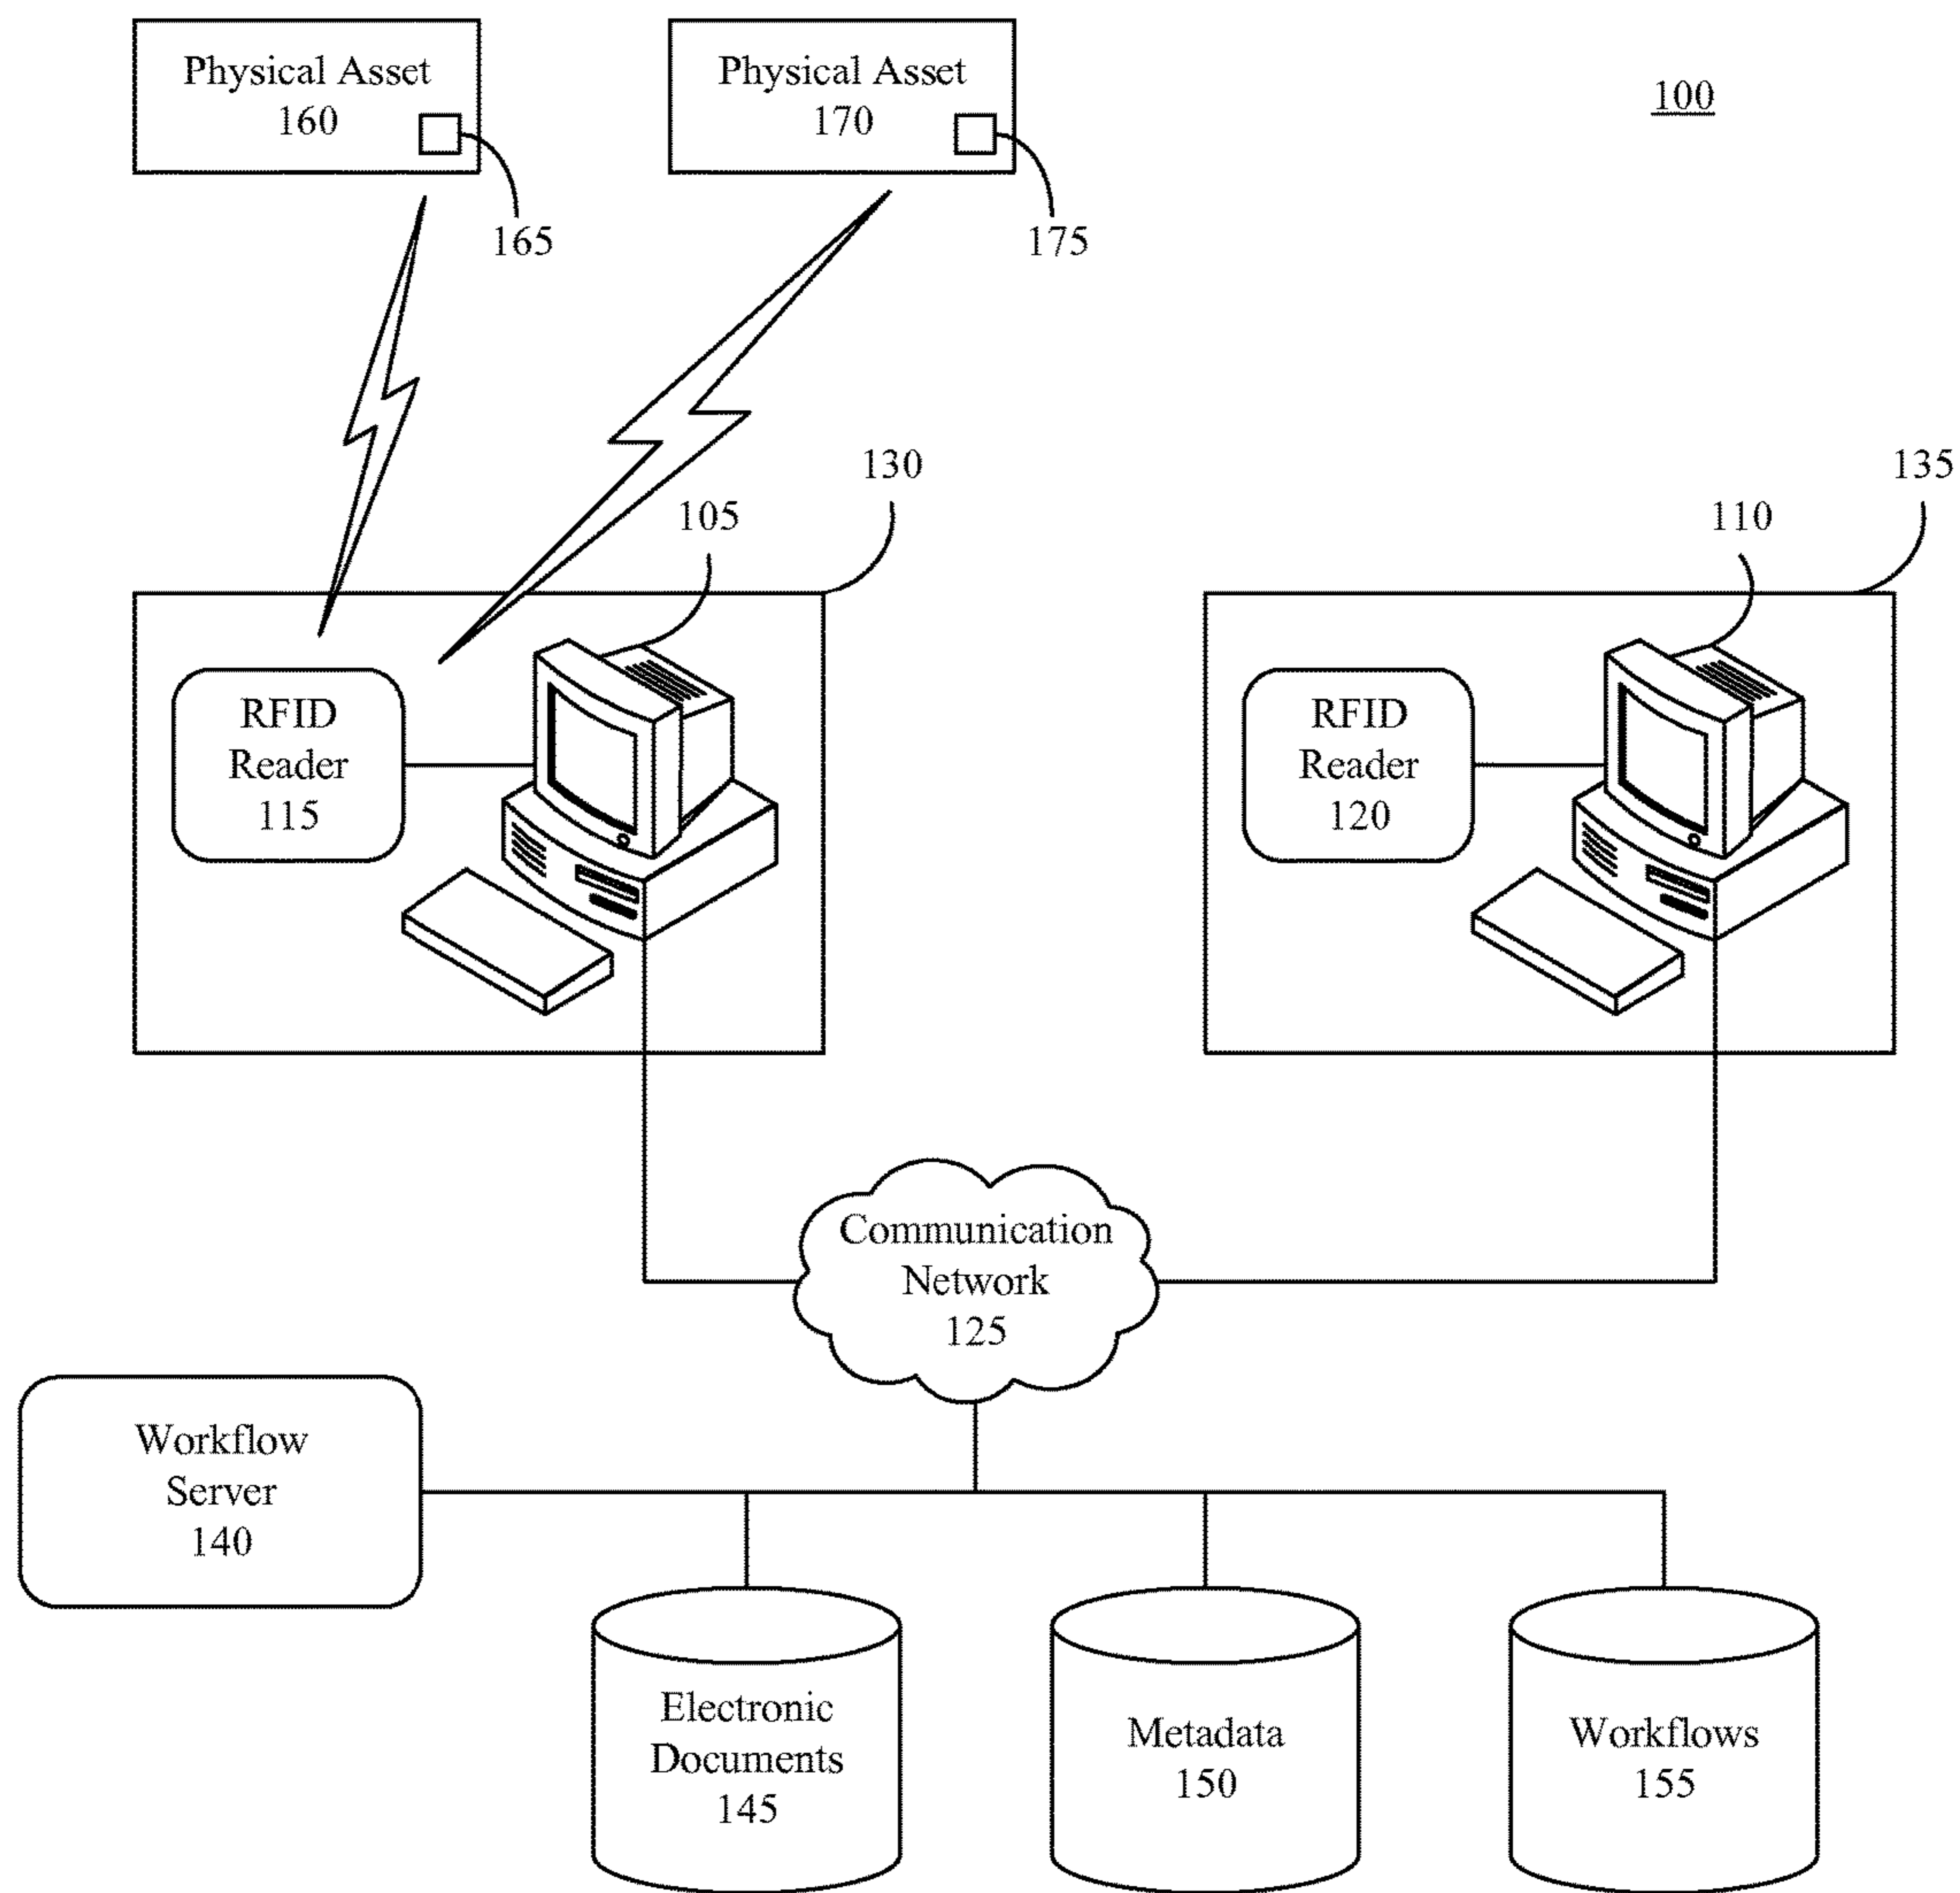 Physical Asset
160
165
Physical Asset
170
175
100
130
105
135
110
RFID
Reader
115
RFID
Reader
120
Communication
Network
125
Workflow
Server
140
Electronic
Documents
145
Metadata
150
Workflows
155